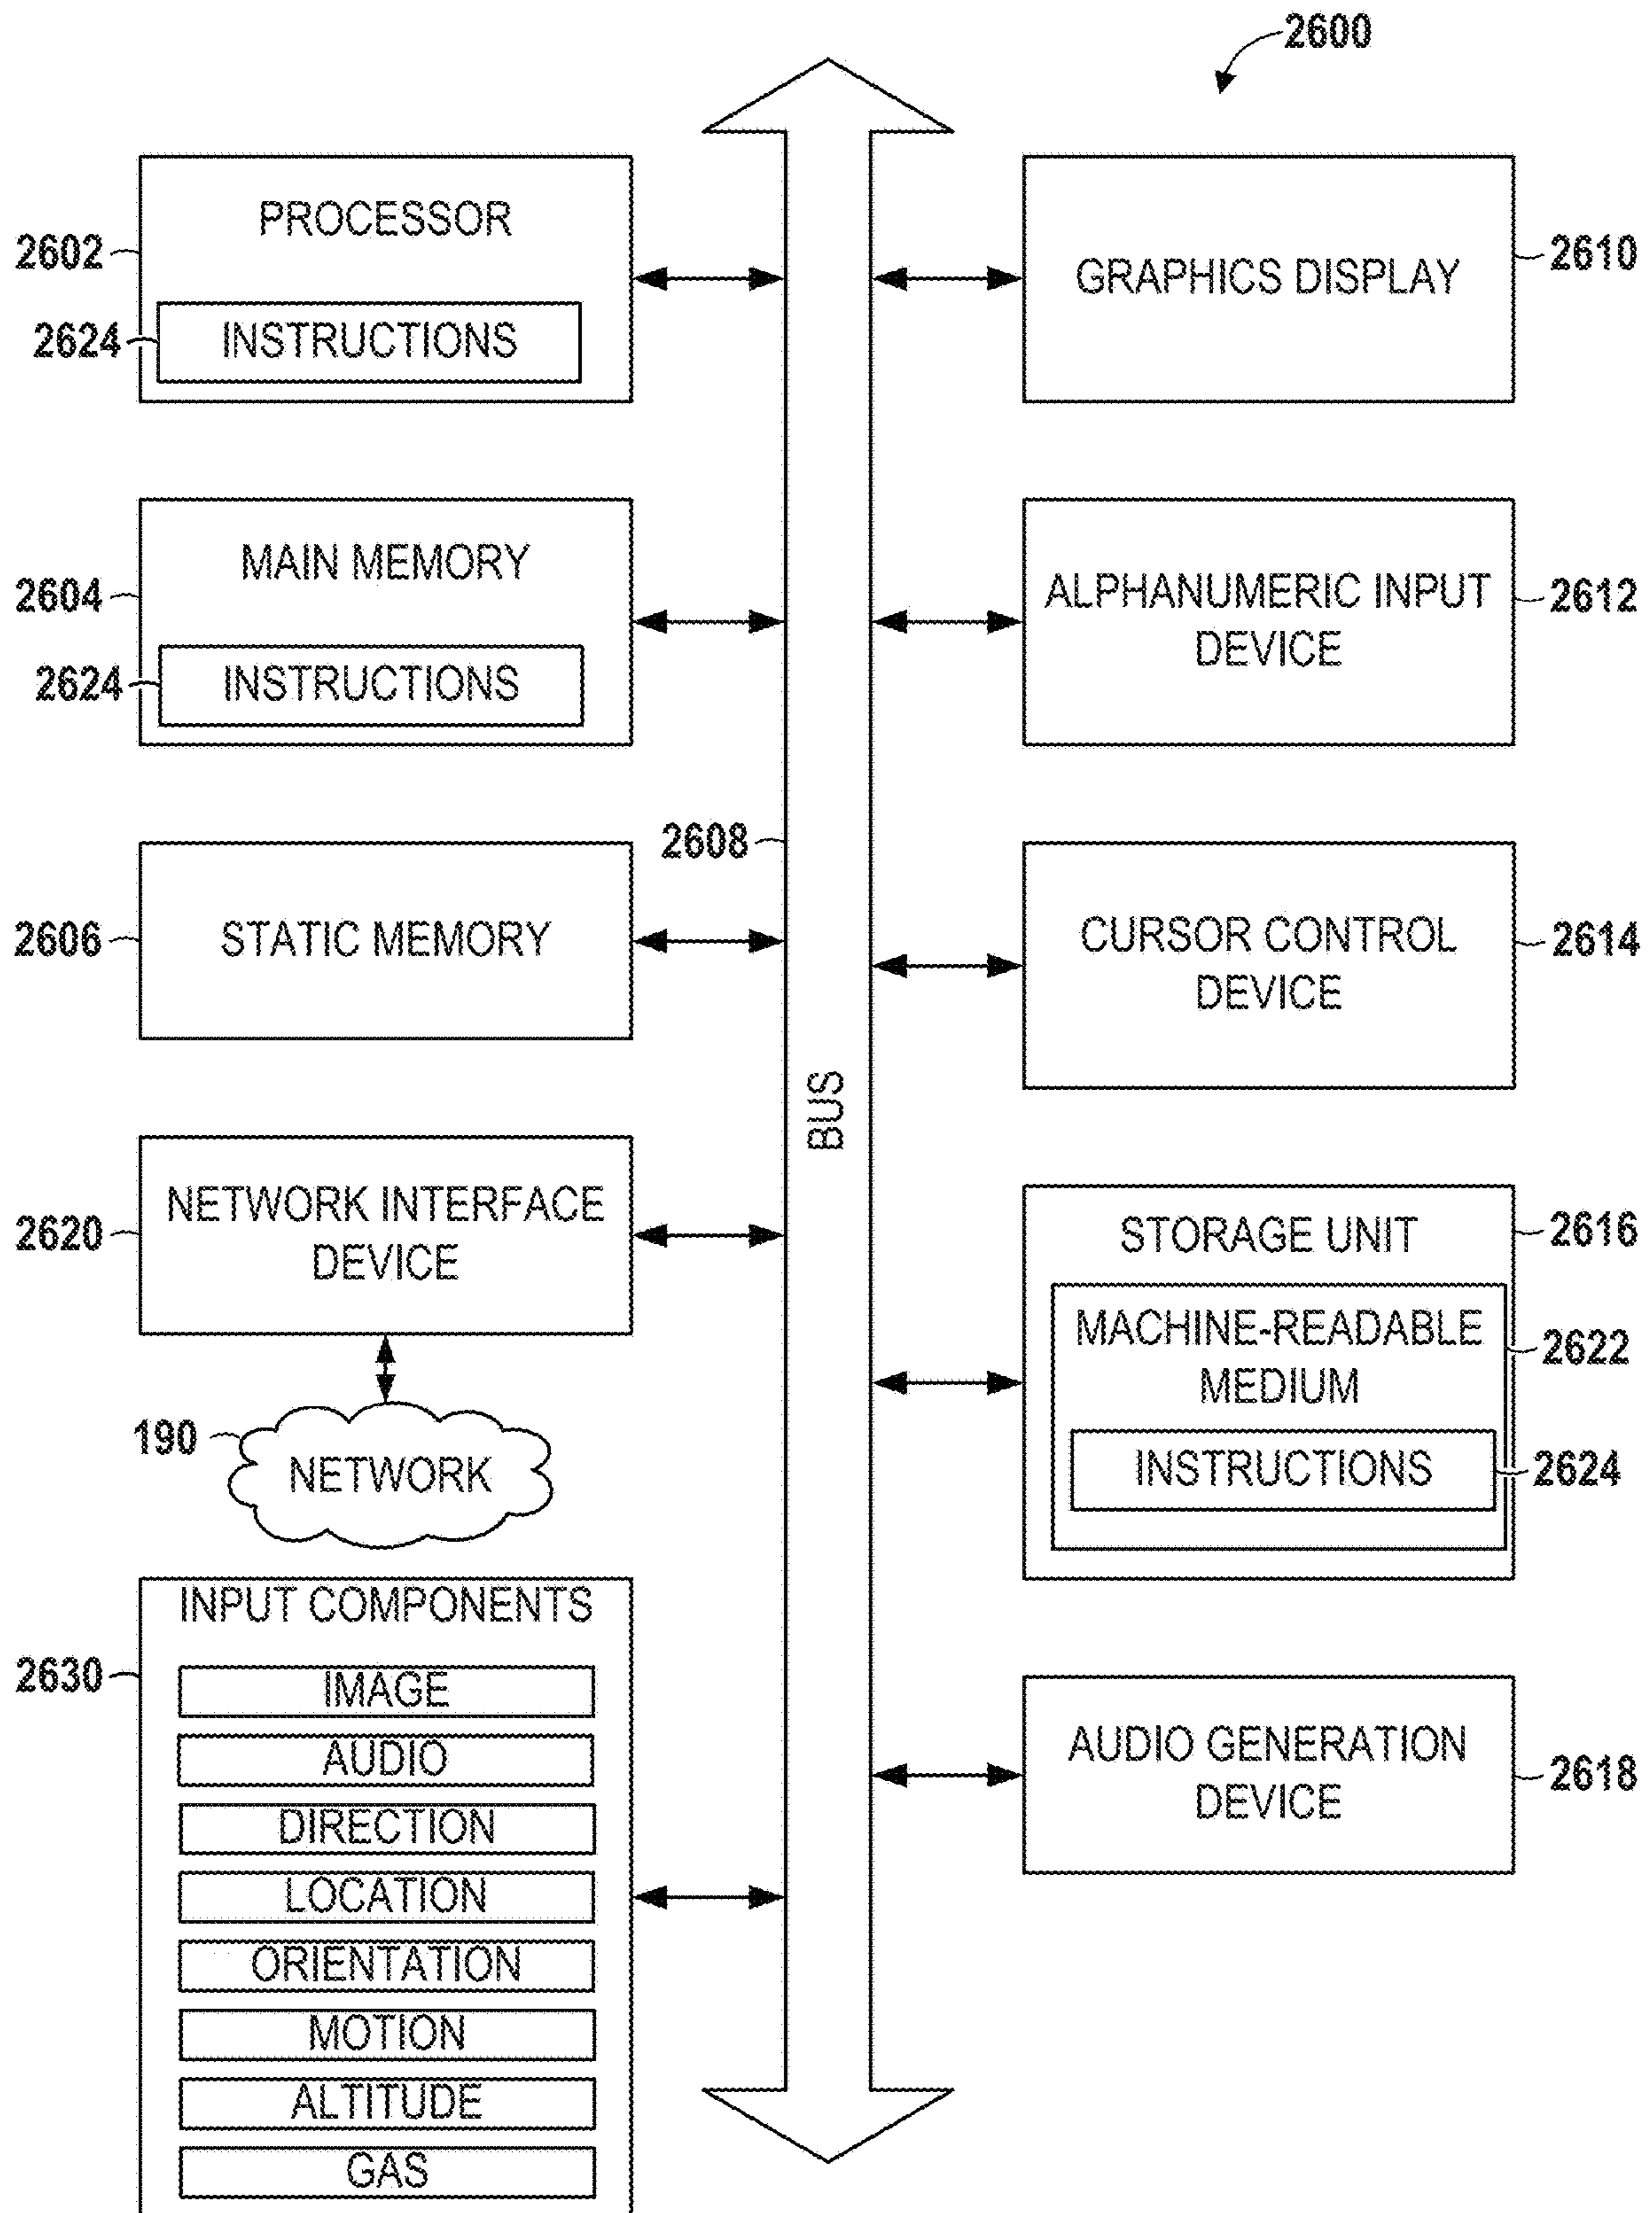 2600
PROCESSOR
2602
2624
INSTRUCTIONS
MAIN MEMORY
2604
2624
INSTRUCTIONS
2608
2606
STATIC MEMORY
NETWORK INTERFACE
DEVICE
2620
190
NETWORK
INPUT COMPONENTS
2630
IMAGE
AUDIO
DIRECTION
LOCATION
ORIENTATION
MOTION
ALTITUDE
GAS
BUS
GRAPHICS DISPLAY
2610
ALPHANUMERIC INPUT
DEVICE
2612
CURSOR CONTROL
DEVICE
2614
STORAGE UNIT
2616
MACHINE-READABLE
MEDIUM
2622
INSTRUCTIONS
2624
AUDIO GENERATION
DEVICE
2618